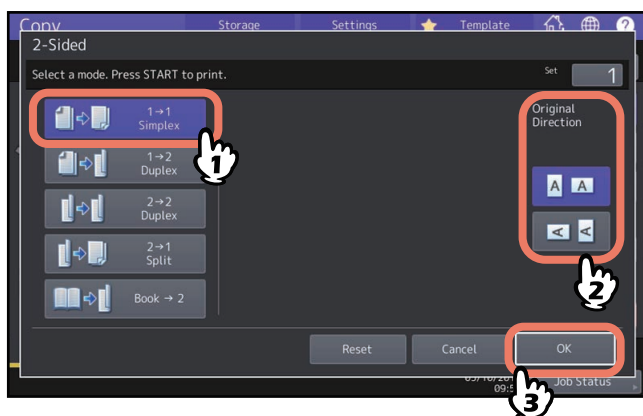 Copy Storage Settings Template
2-Sided
Select a mode. Press START to print.
Set 1
1→1
Simplex
1→2
Duplex
2→2
Duplex
2→1
Split
Book → 2
Original
Direction
A A
A A
1
2
Reset Cancel OK
3
Job Status